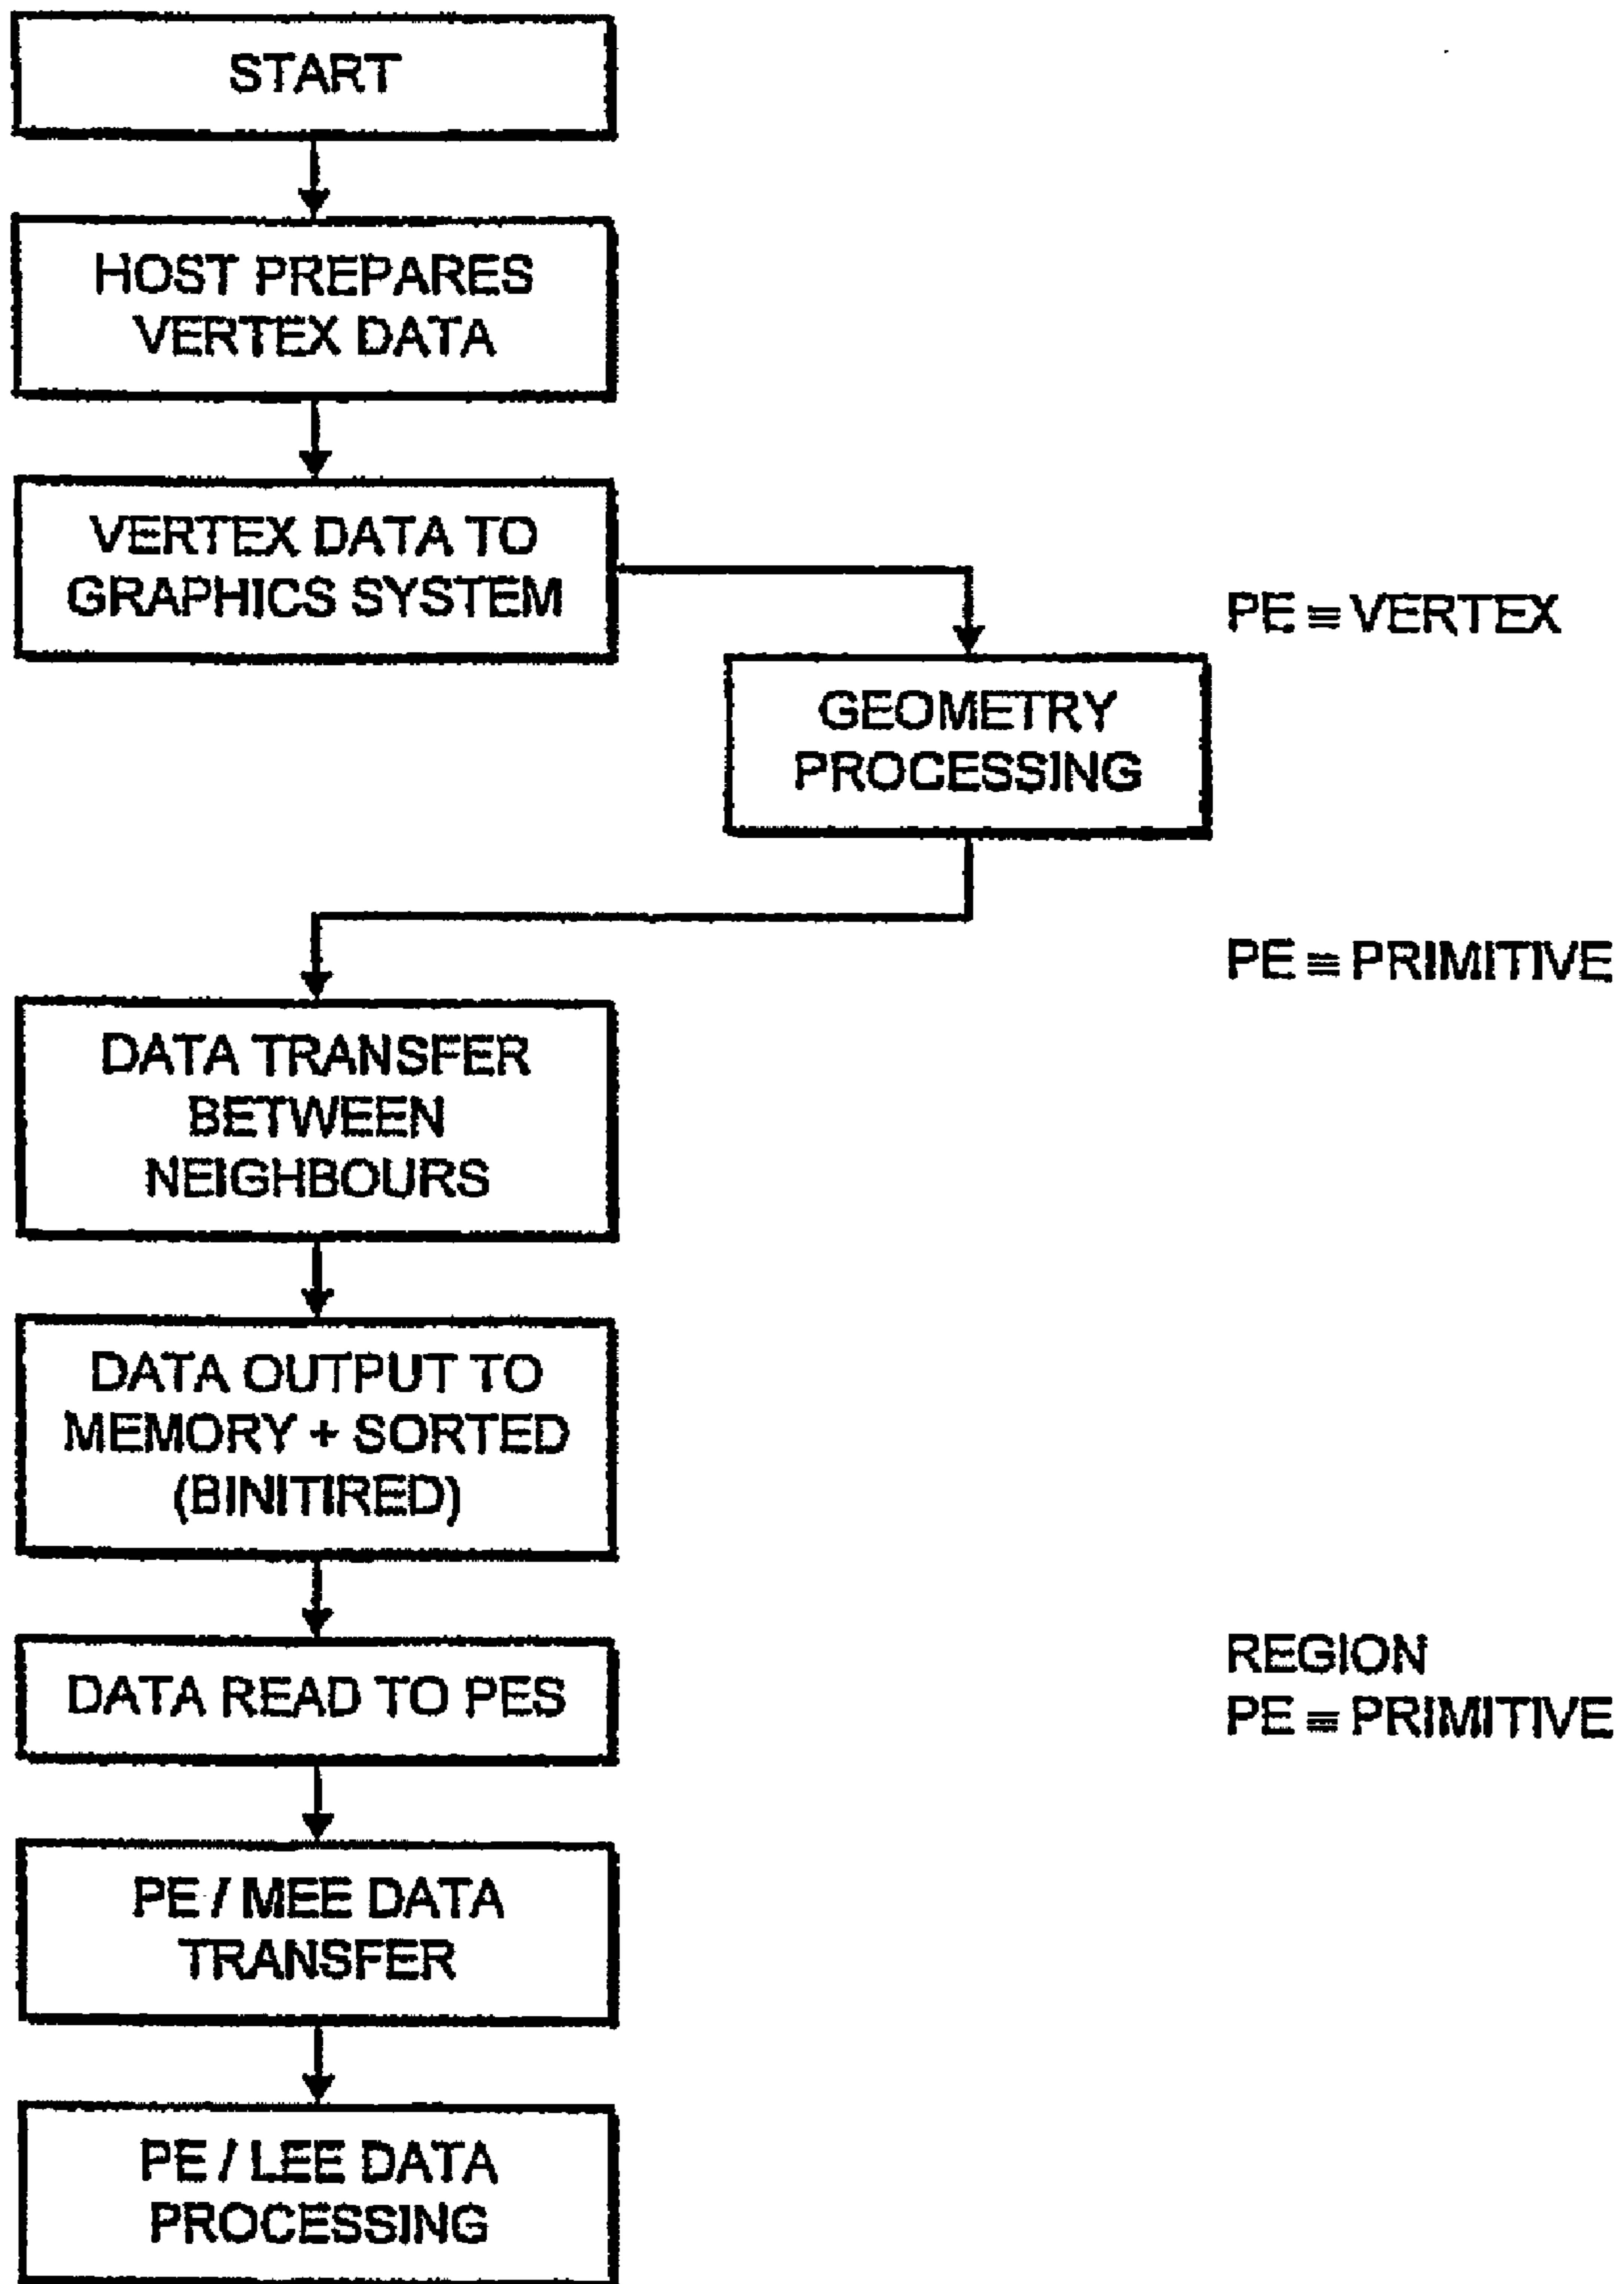 START
HOST PREPARES
VERTEX DATA
VERTEX DATA TO
GRAPHICS SYSTEM
PE ≡ VERTEX
GEOMETRY
PROCESSING
PE ≡ PRIMITIVE
DATA TRANSFER
BETWEEN
NEIGHBOURS
DATA OUTPUT TO
MEMORY + SORTED
(BINITIRED)
DATA READ TO PES
REGION
PE ≡ PRIMITIVE
PE / MEE DATA
TRANSFER
PE / LEE DATA
PROCESSING